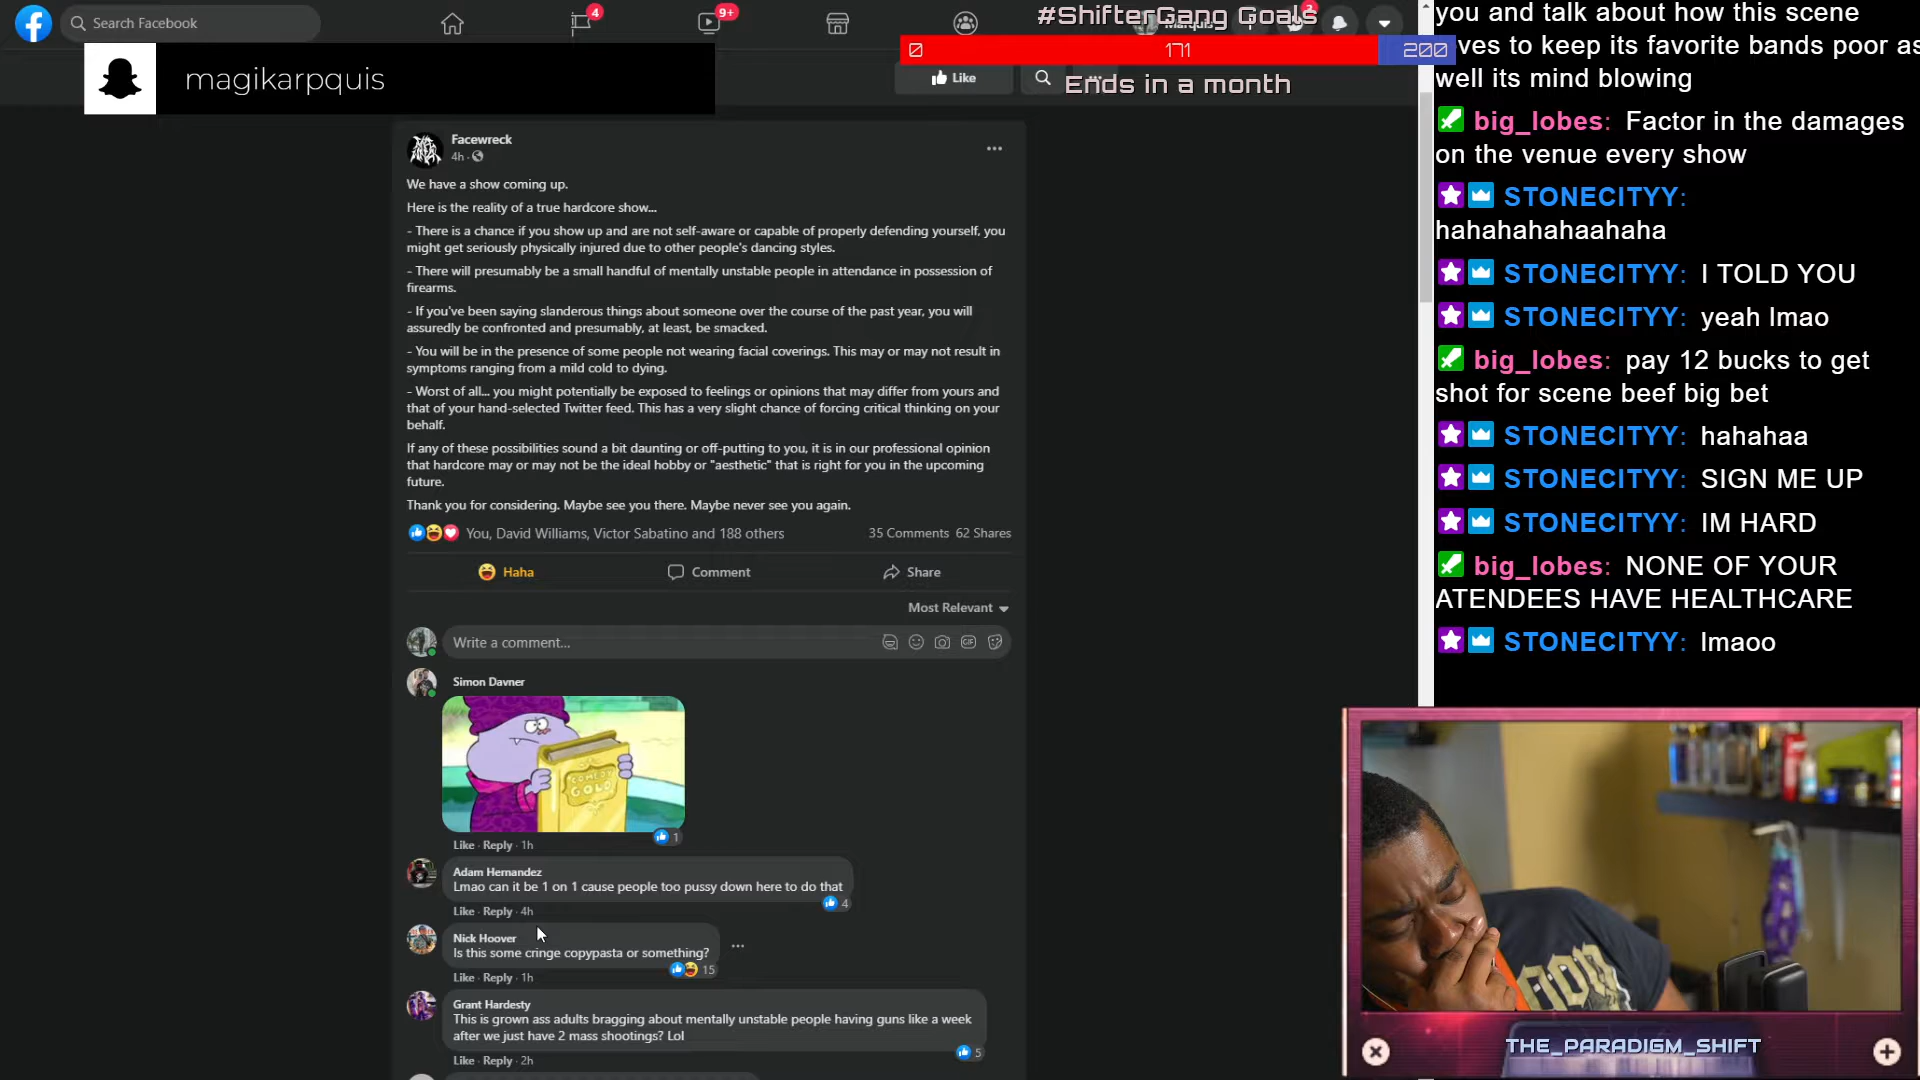 Search Facebook
4
9+
#ShifterGang Goals
0
171
200
Ends in a month
magikarpquis
Like
Facewreck
4h
We have a show coming up.
Here is the reality of a true hardcore show...
- There is a chance if you show up and are not self-aware or capable of properly defending yourself, you
might get seriously physically injured due to other people's dancing styles.
- There will presumably be a small handful of mentally unstable people in attendance in possession of
firearms.
- If you've been saying slanderous things about someone over the course of the past year, you will
assuredly be confronted and presumably, at least, be smacked.
- You will be in the presence of some people not wearing facial coverings. This may or may not result in
symptoms ranging from a mild cold to dying.
- Worst of all... you might potentially be exposed to feelings or opinions that may differ from yours and
that of your hand-selected Twitter feed. This has a very slight chance of forcing critical thinking on your
behalf.
If any of these possibilities sound a bit daunting or off-putting to you, it is in our professional opinion
that hardcore may or may not be the ideal hobby or "aesthetic" that is right for you in the upcoming
future.
Thank you for considering. Maybe see you there. Maybe never see you again.
You, David Williams, Victor Sabatino and 188 others
35 Comments 62 Shares
Haha
Comment
Share
Most Relevant
Write a comment...
GIF
Simon Davner
COMEDY
GOLD
1
Like · Reply · 1h
Adam Hernandez
Lmao can it be 1 on 1 cause people too pussy down here to do that
4
Like · Reply · 4h
Nick Hoover
Is this some cringe copypasta or something?
15
Like · Reply · 1h
Grant Hardesty
This is grown ass adults bragging about mentally unstable people having guns like a week
after we just have 2 mass shootings? Lol
5
Like · Reply · 2h
you and talk about how this scene
oves to keep its favorite bands poor as
well its mind blowing
big_lobes: Factor in the damages
on the venue every show
STONECITYY:
hahahahahaahaha
STONECITYY: I TOLD YOU
STONECITYY: yeah lmao
big_lobes: pay 12 bucks to get
shot for scene beef big bet
STONECITYY: hahahaa
STONECITYY: SIGN ME UP
STONECITYY: IM HARD
big_lobes: NONE OF YOUR
ATENDEES HAVE HEALTHCARE
STONECITYY: lmaoo
THE_PARADIGM_SHIFT